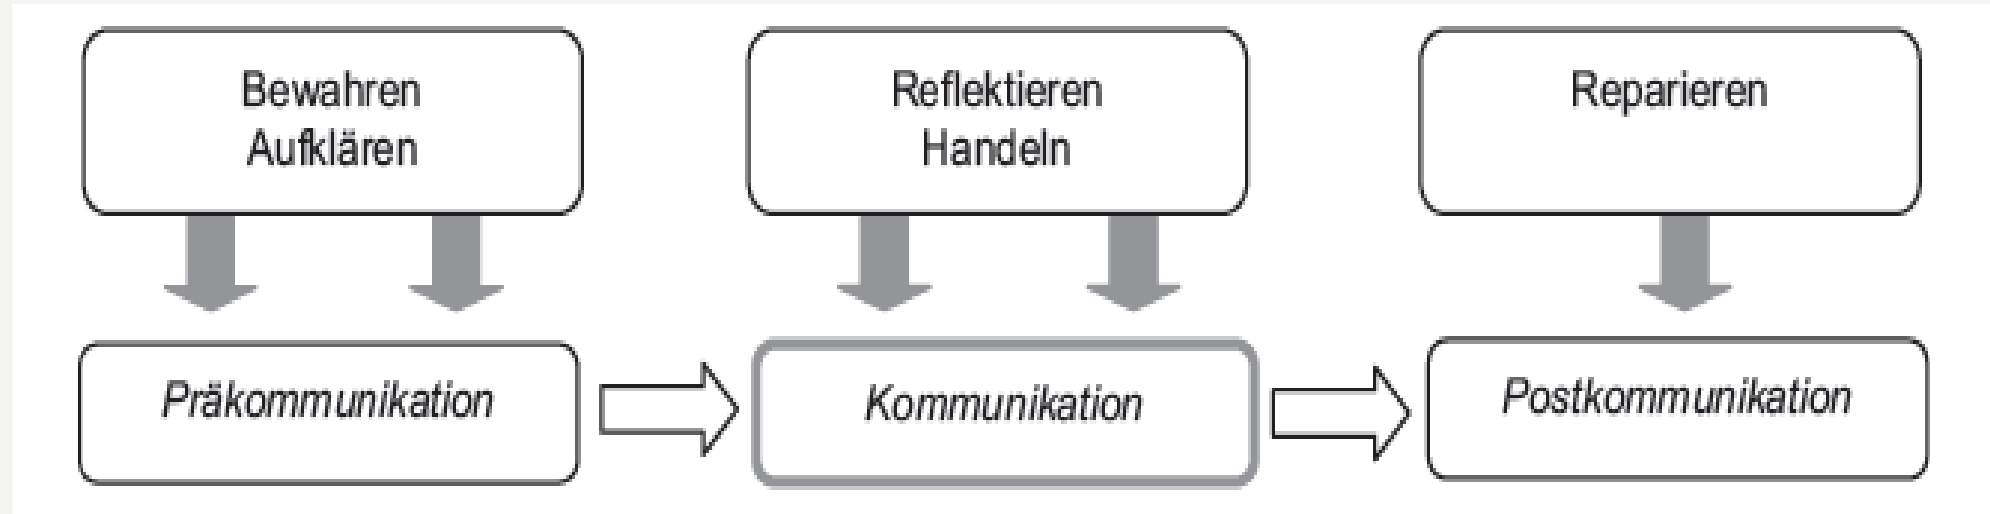 Bewahren
Aufklären
Reflektieren
Handeln
Reparieren
Präkommunikation
Kommunikation
Postkommunikation